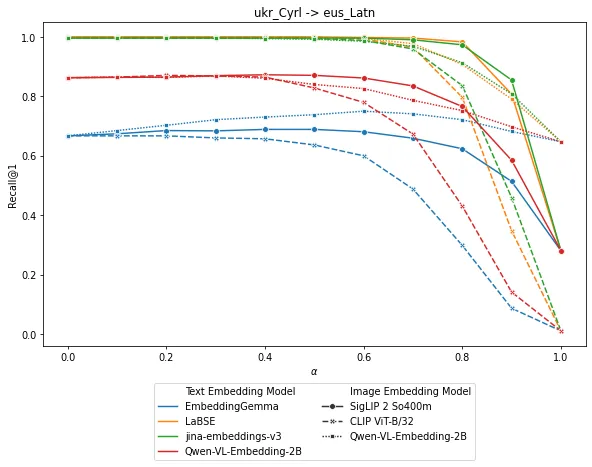 ukr_Cyrl -> eus_Latn
Recall@1
1.0
0.8
0.6
0.4
0.2
0.0
0.0 0.2 0.4 0.6 0.8 1.0
α
Text Embedding Model
EmbeddingGemma
LaBSE
jina-embeddings-v3
Qwen-VL-Embedding-2B
Image Embedding Model
SigLIP 2 So400m
CLIP ViT-B/32
Qwen-VL-Embedding-2B